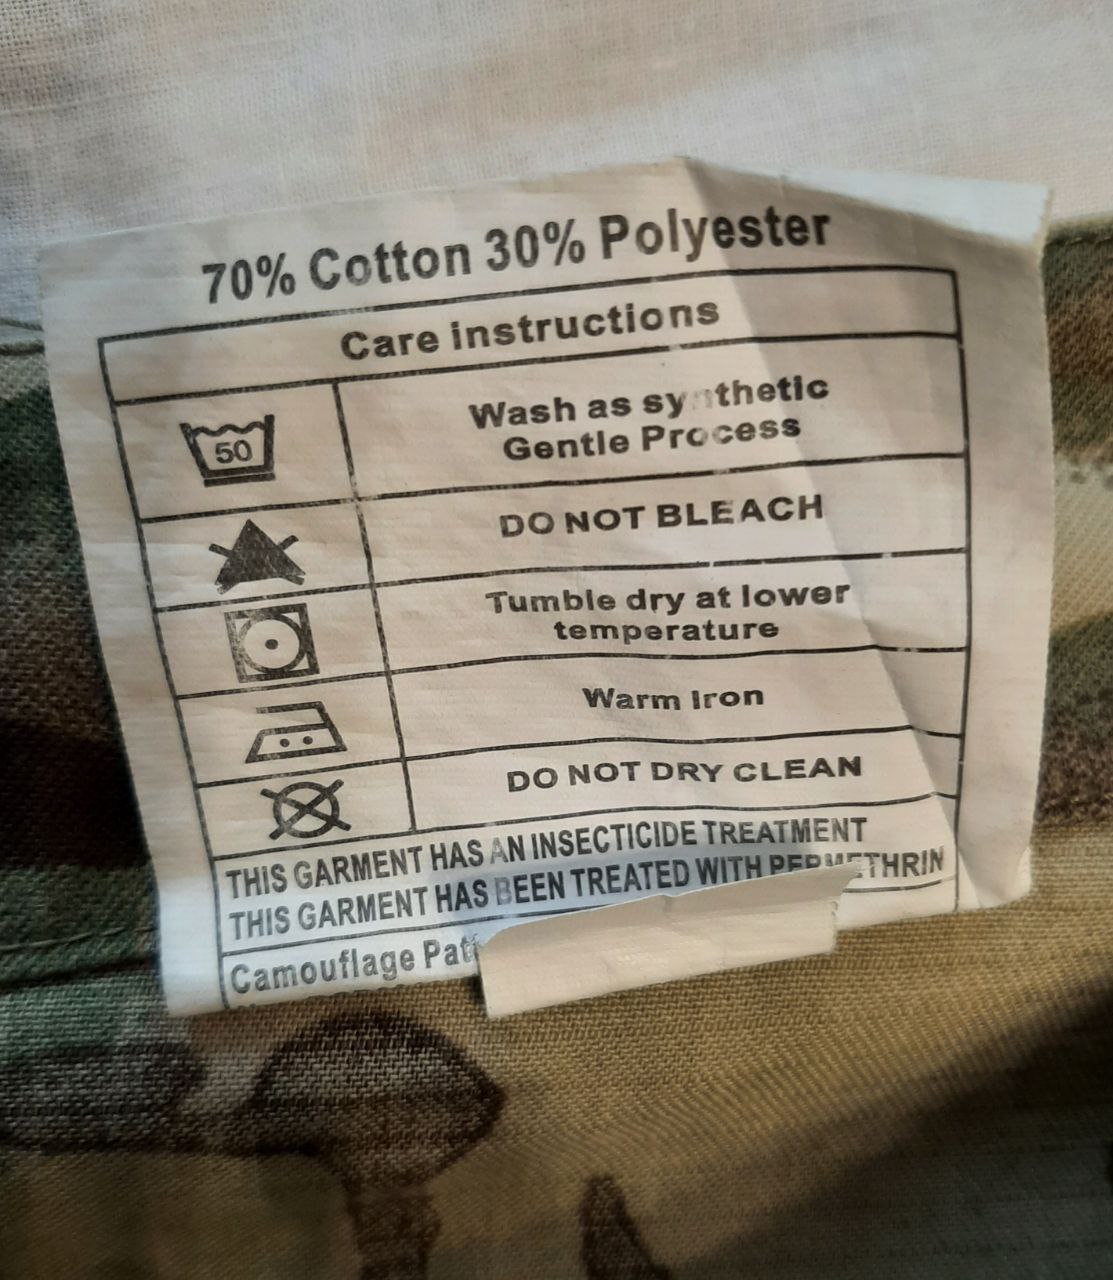 70% Cotton 30% Polyester
Care instructions
50
Wash as synthetic
Gentle Process
DO NOT BLEACH
Tumble dry at lower
temperature
Warm Iron
DO NOT DRY CLEAN
THIS GARMENT HAS AN INSECTICIDE TREATMENT
THIS GARMENT HAS BEEN TREATED WITH PERMETHRIN
Camouflage